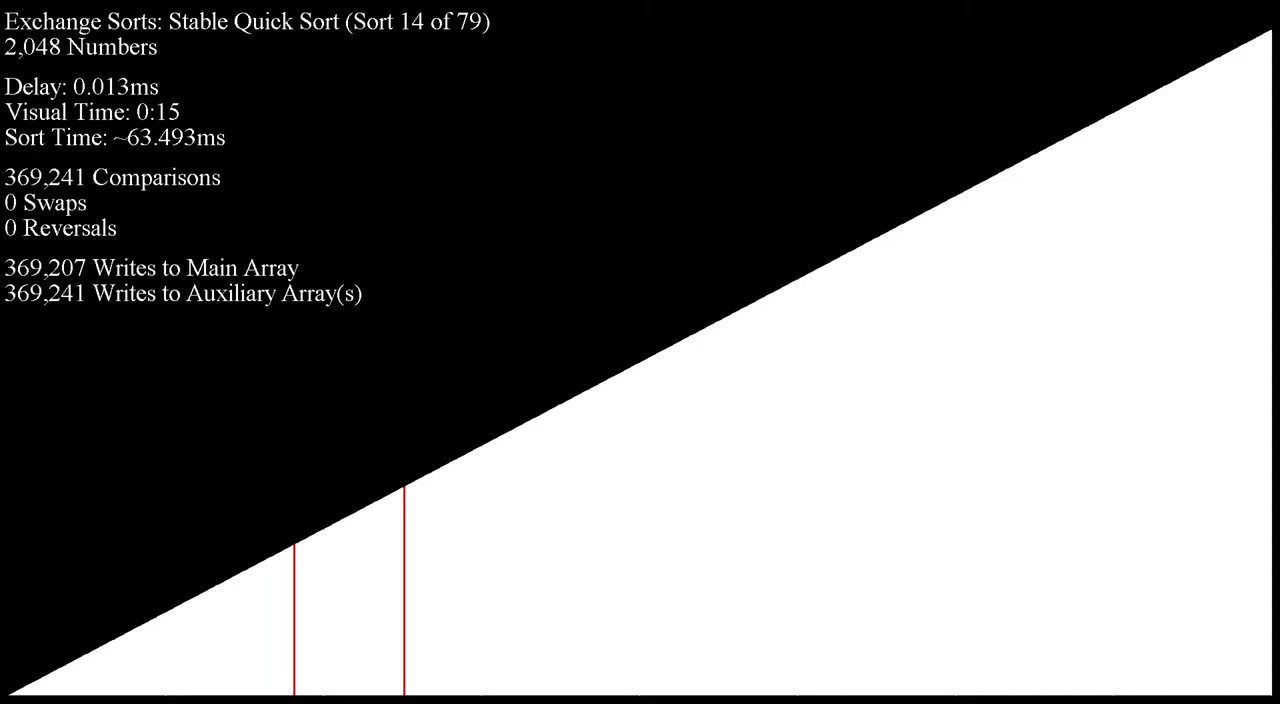 Exchange Sorts: Stable Quick Sort (Sort 14 of 79)
2,048 Numbers
Delay: 0.013ms
Visual Time: 0:15
Sort Time: ~63.493ms
369,241 Comparisons
0 Swaps
0 Reversals
369,207 Writes to Main Array
369,241 Writes to Auxiliary Array(s)